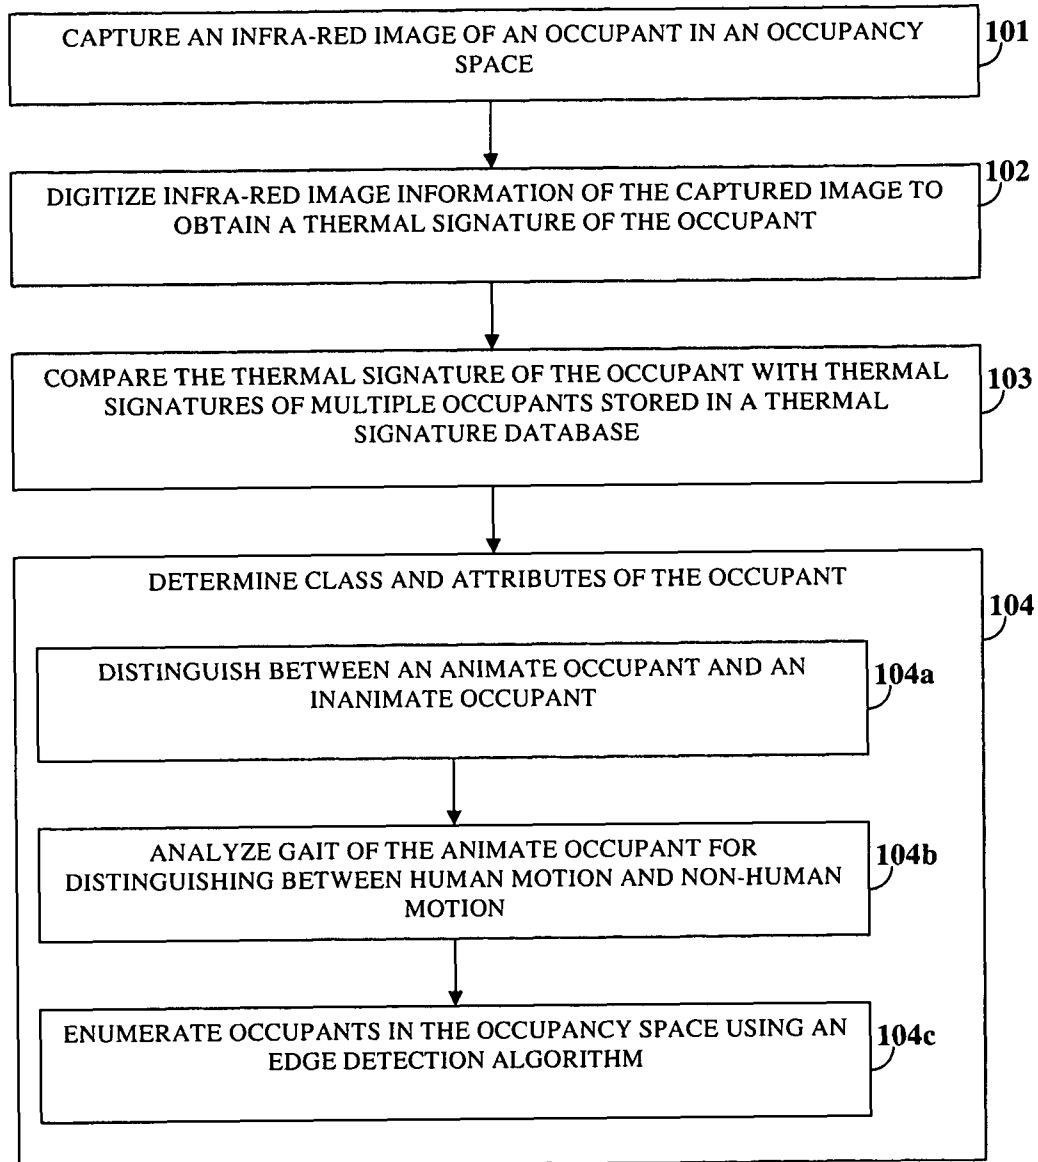 CAPTURE AN INFRA-RED IMAGE OF AN OCCUPANT IN AN OCCUPANCY
SPACE
101
DIGITIZE INFRA-RED IMAGE INFORMATION OF THE CAPTURED IMAGE TO
OBTAIN A THERMAL SIGNATURE OF THE OCCUPANT
102
COMPARE THE THERMAL SIGNATURE OF THE OCCUPANT WITH THERMAL
SIGNATURES OF MULTIPLE OCCUPANTS STORED IN A THERMAL
SIGNATURE DATABASE
103
DETERMINE CLASS AND ATTRIBUTES OF THE OCCUPANT
104
DISTINGUISH BETWEEN AN ANIMATE OCCUPANT AND AN
INANIMATE OCCUPANT
104a
ANALYZE GAIT OF THE ANIMATE OCCUPANT FOR
DISTINGUISHING BETWEEN HUMAN MOTION AND NON-HUMAN
MOTION
104b
ENUMERATE OCCUPANTS IN THE OCCUPANCY SPACE USING AN
EDGE DETECTION ALGORITHM
104c